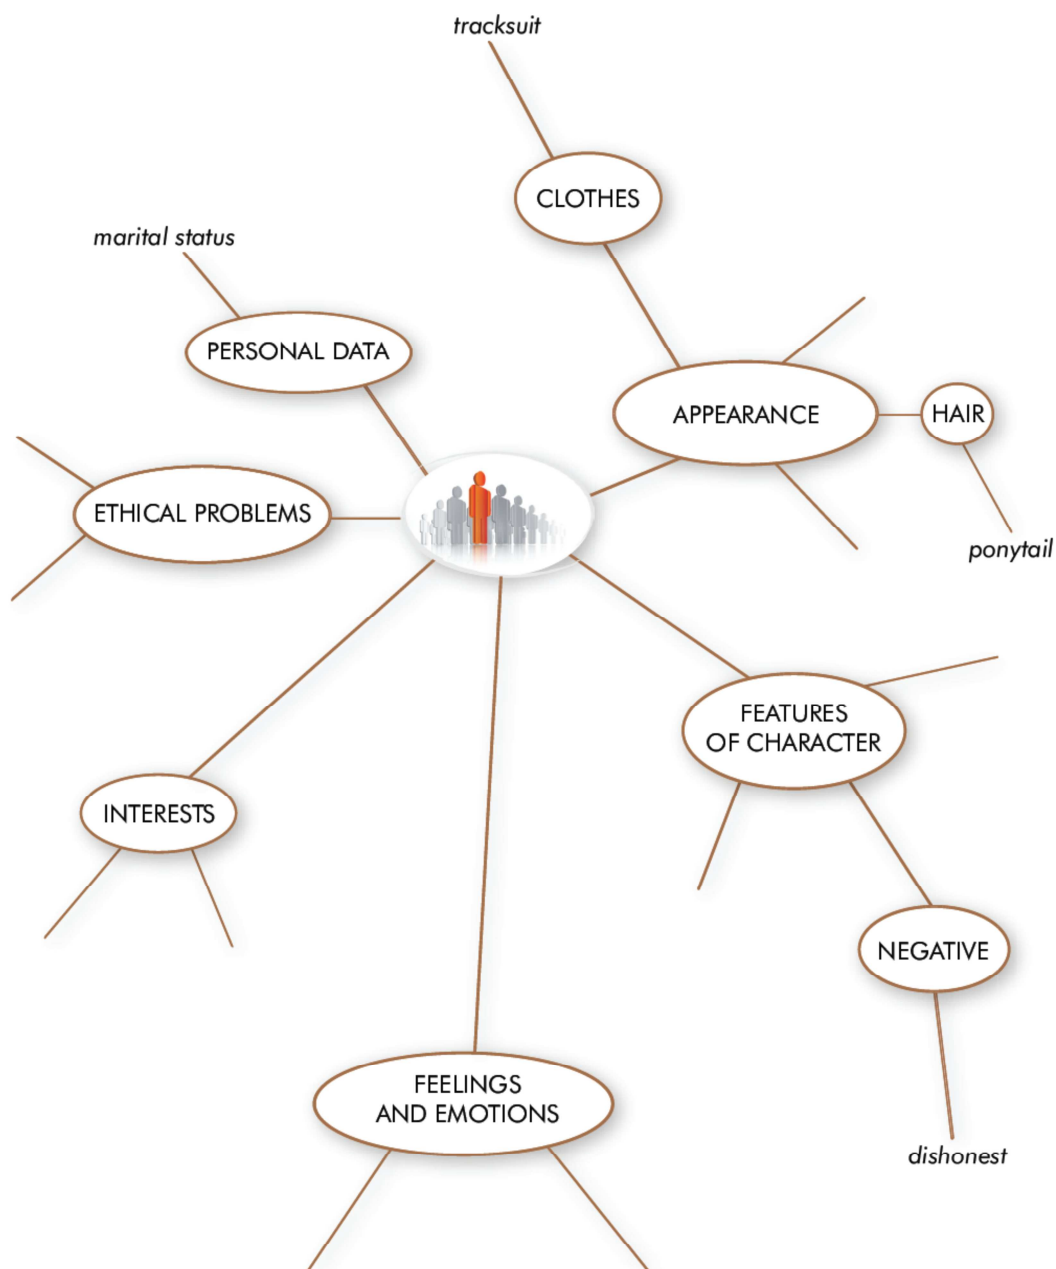 tracksuit
CLOTHES
marital status
PERSONAL DATA
APPEARANCE
HAIR
ETHICAL PROBLEMS
ponytail
FEATURES
OF CHARACTER
INTERESTS
NEGATIVE
FEELINGS
AND EMOTIONS
dishonest